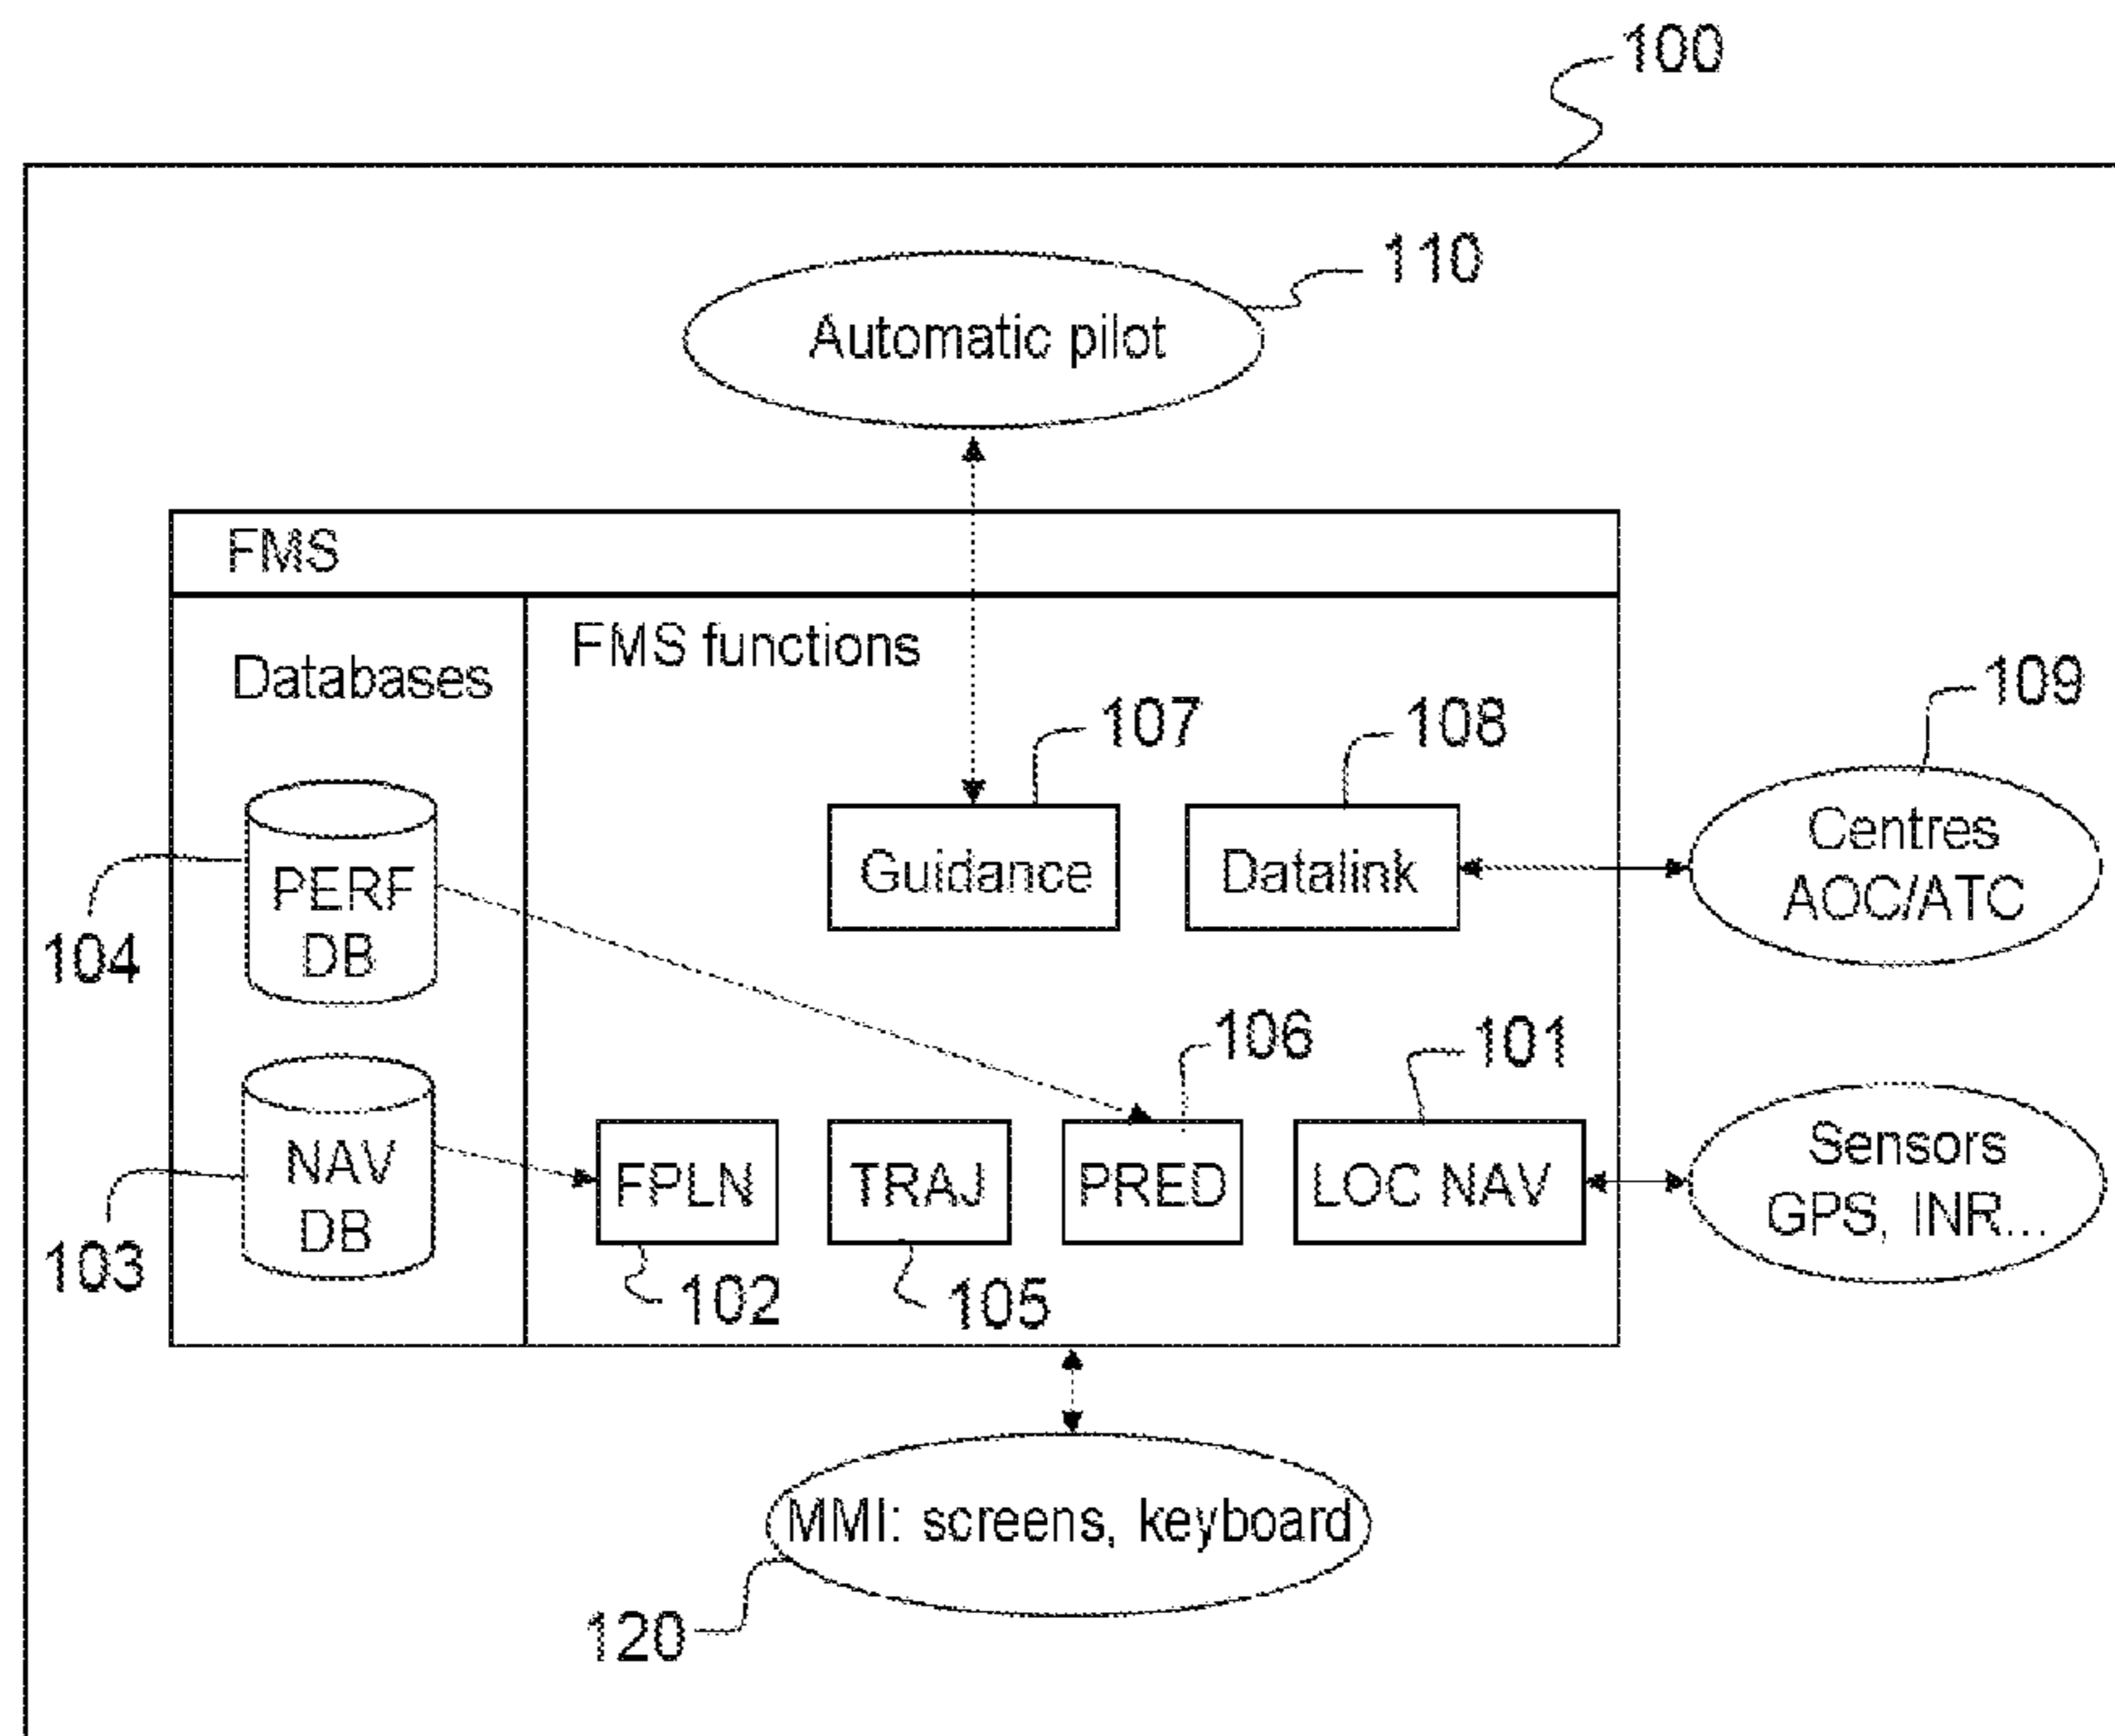 100
110
Automatic pilot
FMS
Databases
FMS functions
107
108
109
Guidance
Datalink
Centres
AOC/ATC
104
PERF
DB
106
101
103
NAV
DB
FPLN
TRAJ
PRED
LOC NAV
Sensors
GPS, INR...
102
105
MMI: screens, keyboard
120